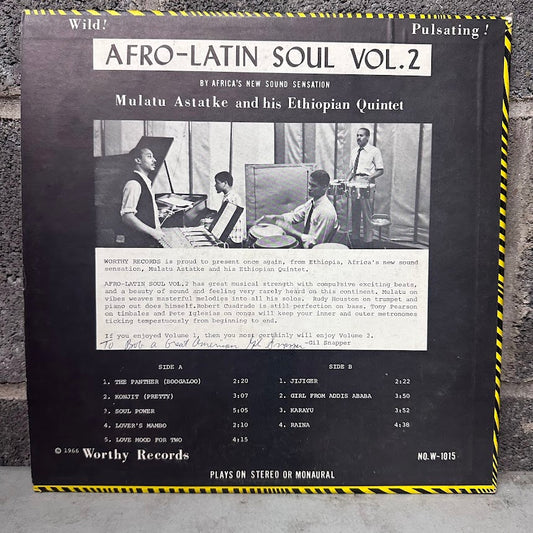 Wild!
Pulsating!
AFRO-LATIN SOUL VOL.2
BY AFRICA'S NEW SOUND SENSATION
Mulatu Astatke and his Ethiopian Quintet
WORTHY RECORDS is proud to present once again, from Ethiopia, Africa's new sound
sensation, Mulatu Astatke and his Ethiopian Quintet.
AFRO-LATIN SOUL, VOL.2 has great musical strength with compulsive exciting beats,
and a beauty of sound and feeling very rarely heard on this continent. Mulatu on
vibes weaves masterful melodies into all his solos. Rudy Houston on trumpet and
piano out does himself. Robert Cuadrado is still perfection on bass. Tony Pearson
on timbales and Pete Iglesias on conga will keep your inner and outer metronomes
ticking tempestuously from beginning to end.
If you enjoyed Volume 1, then you most certainly will enjoy Volume 2.
To Bob a Great American
-Gil Snapper
SIDE A
1. THE PANTHER (BOOGALOO) 2:20
2. KONJIT (PRETTY) 3:07
3. SOUL POWER 5:05
4. LOVER'S MAMBO 2:10
5. LOVE MOOD FOR TWO 4:15
SIDE B
1. JIJIGER 2:22
2. GIRL FROM ADDIS ABABA 3:50
3. KARAYU 3:52
4. RAINA 4:38
© 1966 Worthy Records
NO.W-1015
PLAYS ON STEREO OR MONAURAL